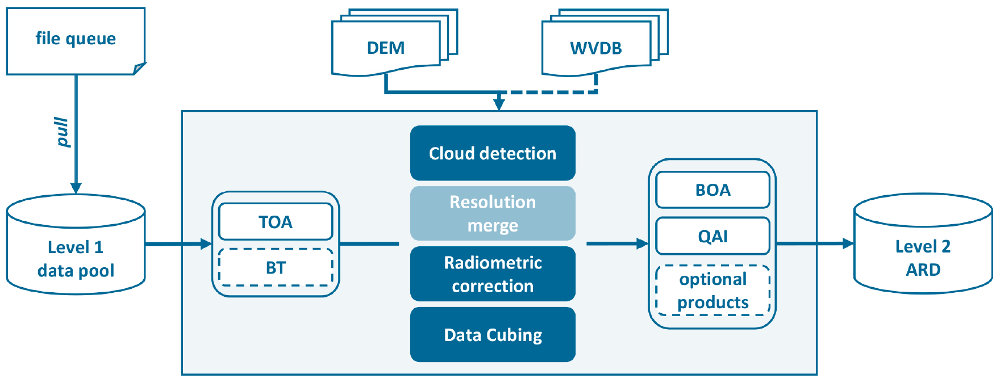 file queue
DEM
WVDB
pull
Cloud detection
Resolution
merge
Radiometric
correction
Data Cubing
Level 1
data pool
TOA
BT
BOA
QAI
optional
products
Level 2
ARD